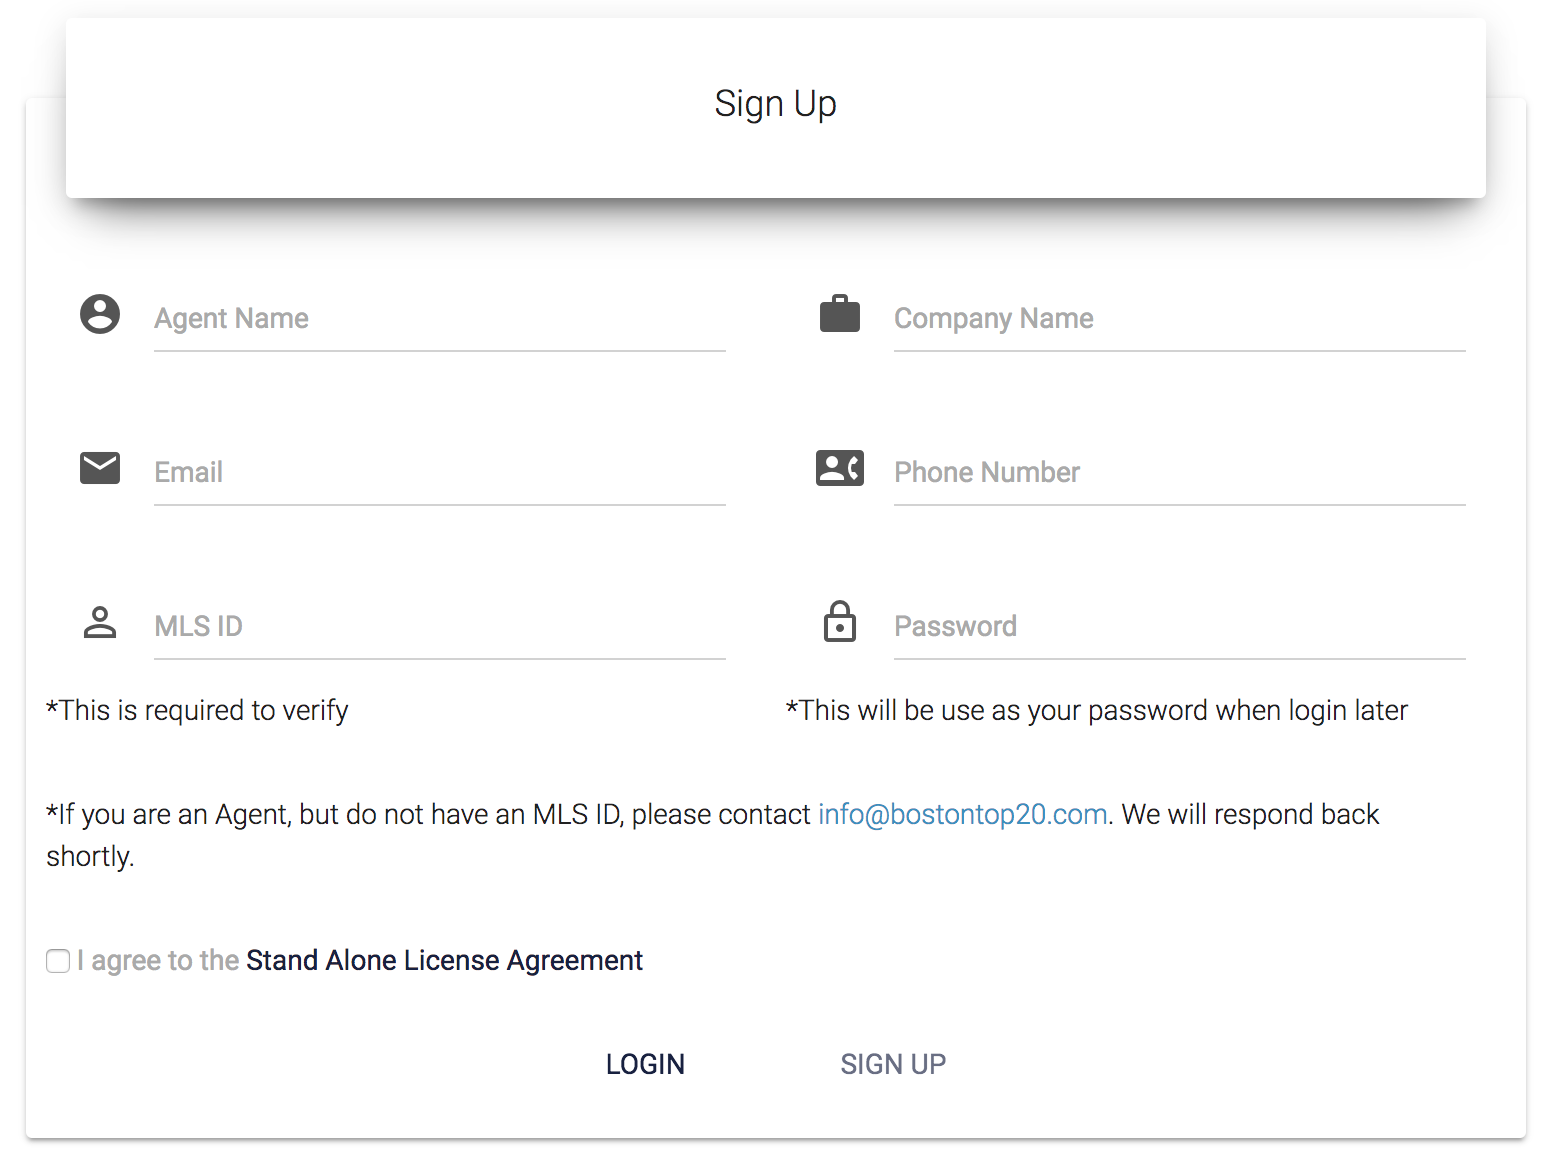 Sign Up
Agent Name
Company Name
Email
Phone Number
MLS ID
Password
*This is required to verify
*This will be use as your password when login later
*If you are an Agent, but do not have an MLS ID, please contact info@bostontop20.com. We will respond back
shortly.
I agree to the Stand Alone License Agreement
LOGIN
SIGN UP